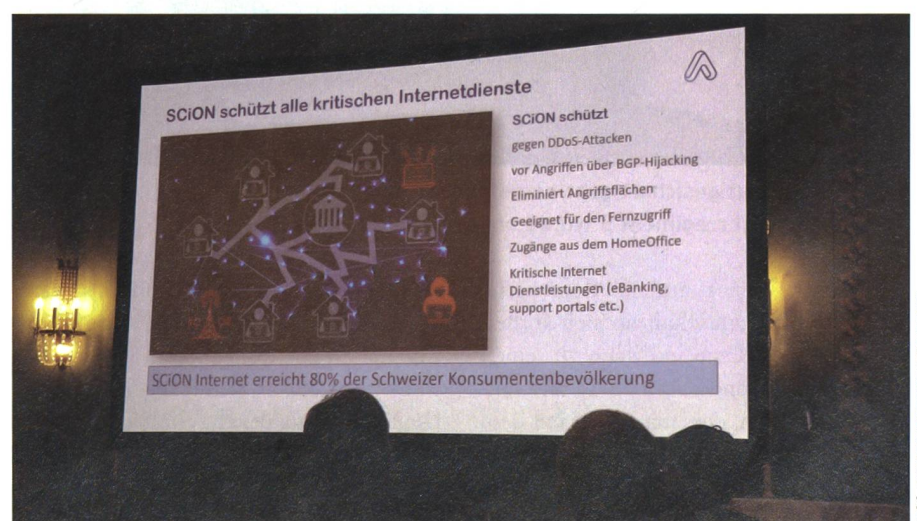 SCiON schützt alle kritischen Internetdienste
SCiON schützt
gegen DDoS-Attacken
vor Angriffen über BGP-Hijacking
Eliminiert Angriffsflächen
Geeignet für den Fernzugriff
Zugänge aus dem HomeOffice
Kritische Internet
Dienstleistungen (eBanking,
support portals etc.)
SCiON Internet erreicht 80% der Schweizer Konsumentenbevölkerung